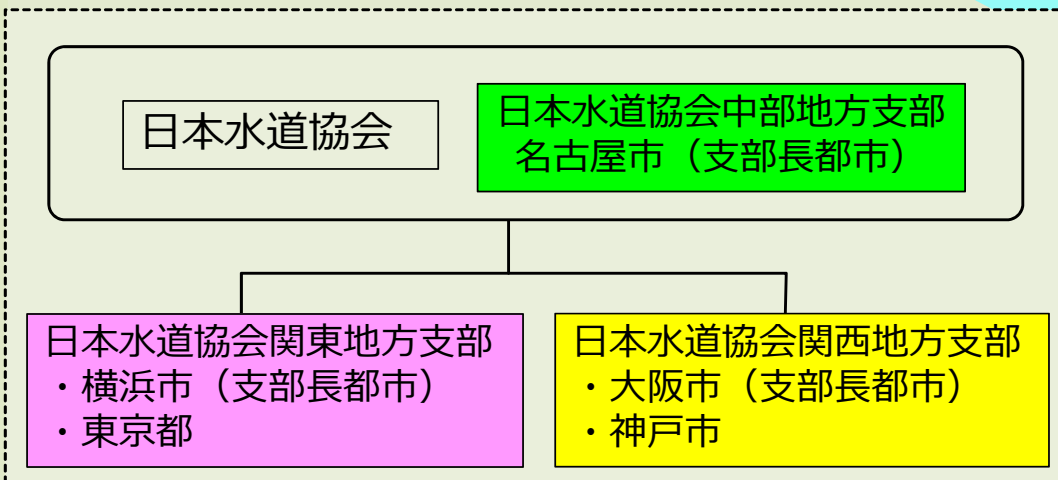 日本水道協会
日本水道協会中部地方支部
名古屋市（支部長都市）
日本水道協会関東地方支部
・横浜市（支部長都市）
・東京都
日本水道協会関西地方支部
・大阪市（支部長都市）
・神戸市